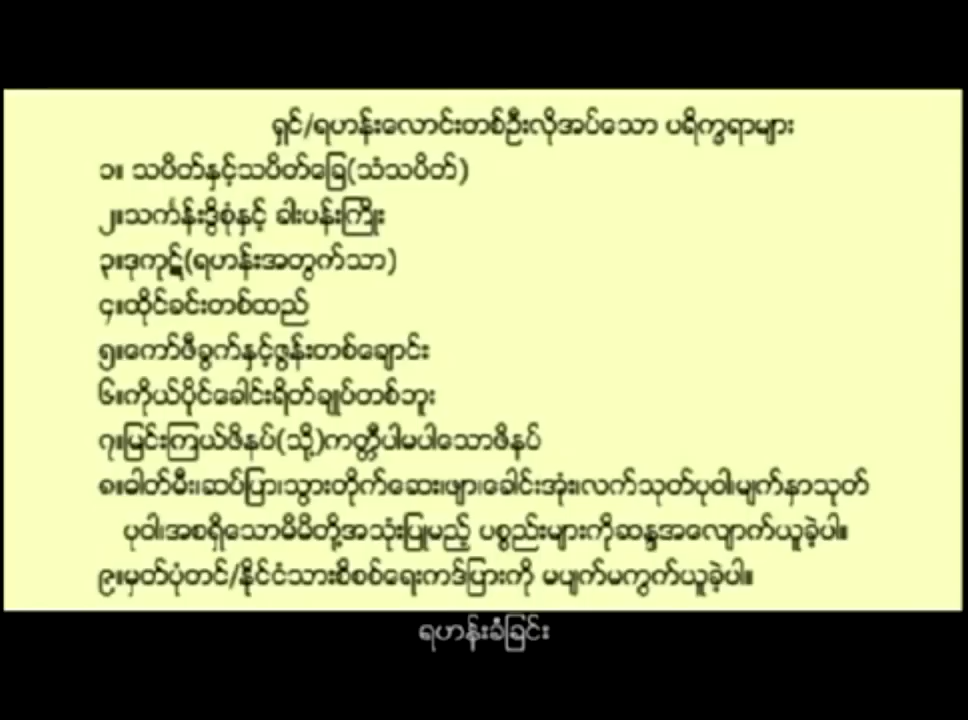 ရှင်/ရဟန်းလောင်းတစ်ဦးလိုအပ်သော ပရိက္ခရာများ
၁။ သပိတ်နှင့်သပိတ်ခြေ(သံသပိတ်)
၂။သင်္ကန်းဒွိစုံနှင့် ခါးပန်းကြိုး
၃။ဒုကုဋ်(ရဟန်းအတွက်သာ)
၄။ထိုင်ခင်းတစ်ထည်
၅။ကော်ဖီခွက်နှင့်ဇွန်းတစ်ချောင်း
၆။ကိုယ်ပိုင်ခေါင်းရိတ်ချုပ်တစ်ဘူး
၇။မြင်းကြယ်ဖိနပ်(သို့)ကတ္တီပါမပါသောဖိနပ်
၈။ဓါတ်မီး၊ဆပ်ပြာ၊သွားတိုက်ဆေး၊ဖျာ၊ခေါင်းအုံး၊လက်သုတ်ပုဝါ၊မျက်နှာသုတ်
ပုဝါ၊အစရှိသောမိမိတို့အသုံးပြုမည့် ပစ္စည်းများကိုဆန္ဒအလျောက်ယူခဲ့ပါ။
၉။မှတ်ပုံတင်/နိုင်ငံသားစိစစ်ရေးကဒ်ပြားကို မပျက်မကွက်ယူခဲ့ပါ။
ရဟန်းခံခြင်း